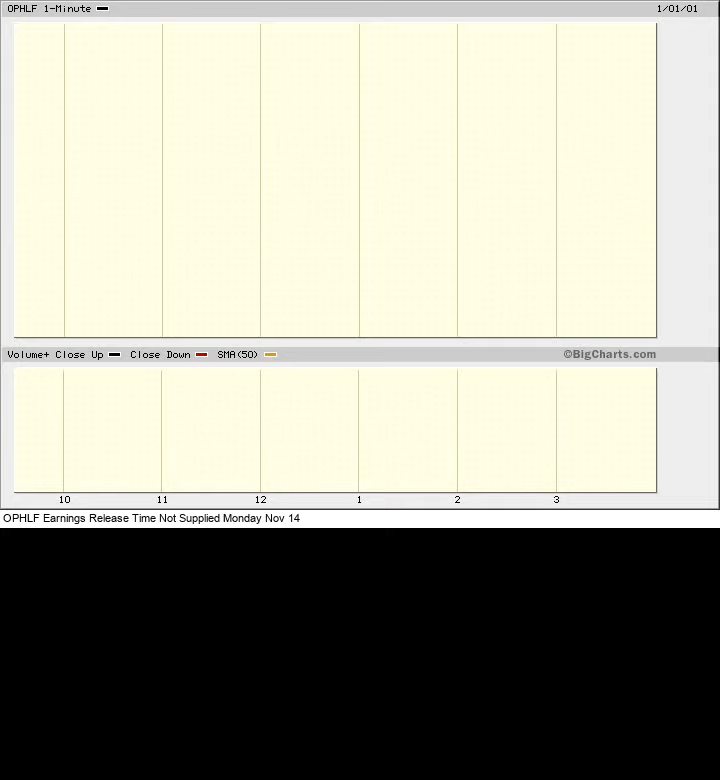 OPHLF 1-Minute 1/01/01
Volume+ Close Up Close Down SMA(50) ©BigCharts.com
10 11 12 1 2 3
OPHLF Earnings Release Time Not Supplied Monday Nov 14